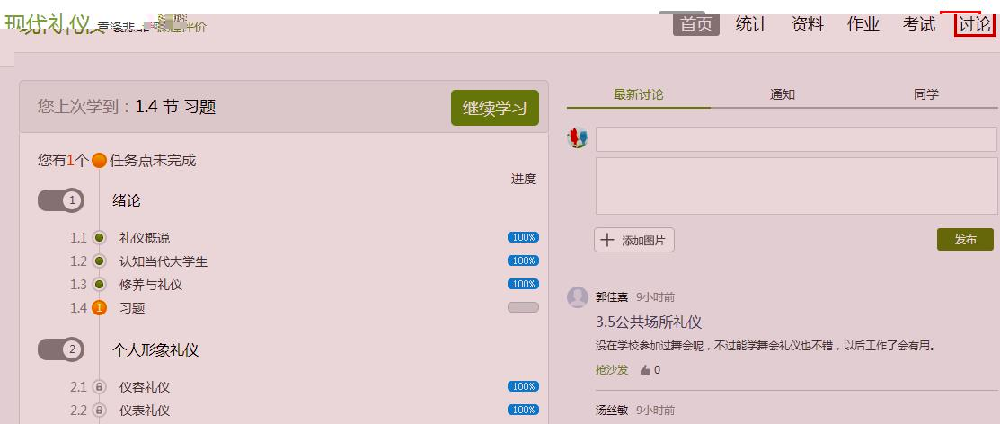 现代礼仪 课程评价
首页 统计 资料 作业 考试 讨论
您上次学到：1.4 节 习题 继续学习
您有1个 任务点未完成
进度
1 绪论
1.1 礼仪概说 100%
1.2 认知当代大学生 100%
1.3 修养与礼仪 100%
1.4 1 习题
2 个人形象礼仪
2.1 仪容礼仪 100%
2.2 仪表礼仪 100%
最新讨论 通知 同学
添加图片 发布
郭佳熹 9小时前
3.5公共场所礼仪
没在学校参加过舞会呢，不过能学舞会礼仪也不错，以后工作了会有用。
抢沙发 0
汤丝敏 9小时前